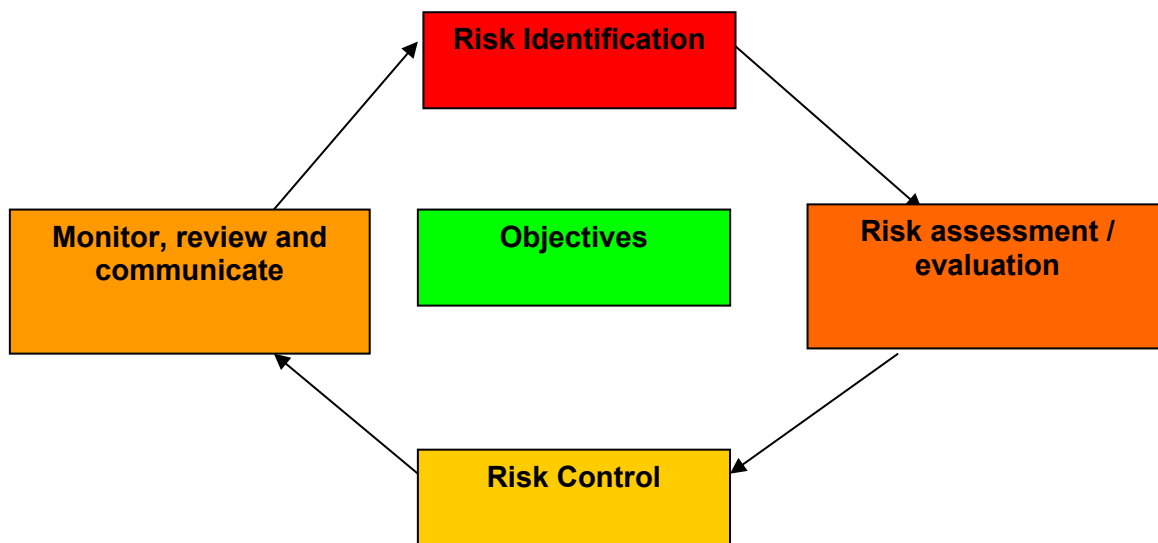 Risk Identification
Monitor, review and
communicate
Objectives
Risk assessment /
evaluation
Risk Control